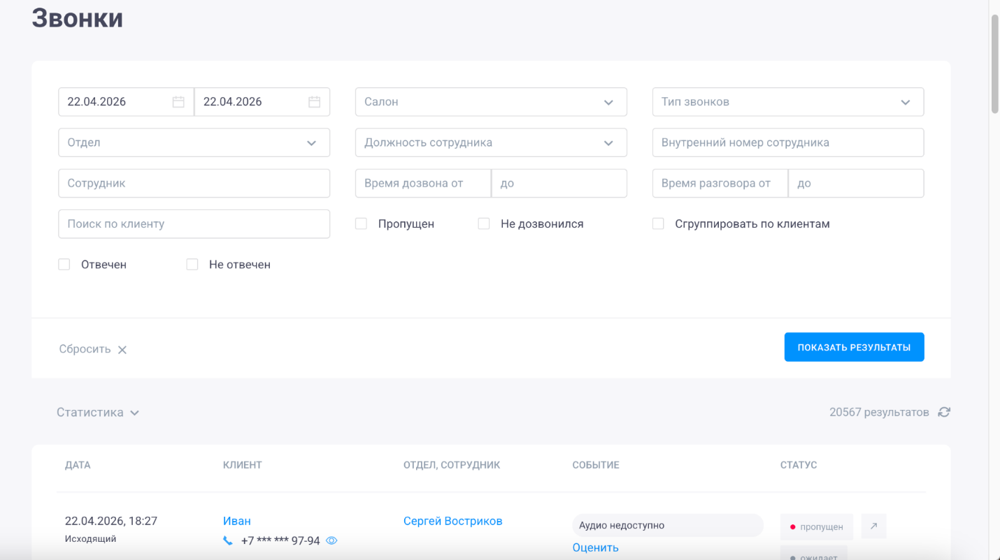 Звонки
22.04.2026 22.04.2026 Салон Тип звонков
Отдел Должность сотрудника Внутренний номер сотрудника
Сотрудник Время дозвона от до Время разговора от до
Поиск по клиенту Пропущен Не дозвонился Сгруппировать по клиентам
Отвечен Не отвечен
Сбросить ПОКАЗАТЬ РЕЗУЛЬТАТЫ
Статистика 20567 результатов
ДАТА КЛИЕНТ ОТДЕЛ, СОТРУДНИК СОБЫТИЕ СТАТУС
22.04.2026, 18:27 Иван Сергей Востриков Аудио недоступно пропущен
Исходящий +7 *** *** 97-94 Оценить
ожидает